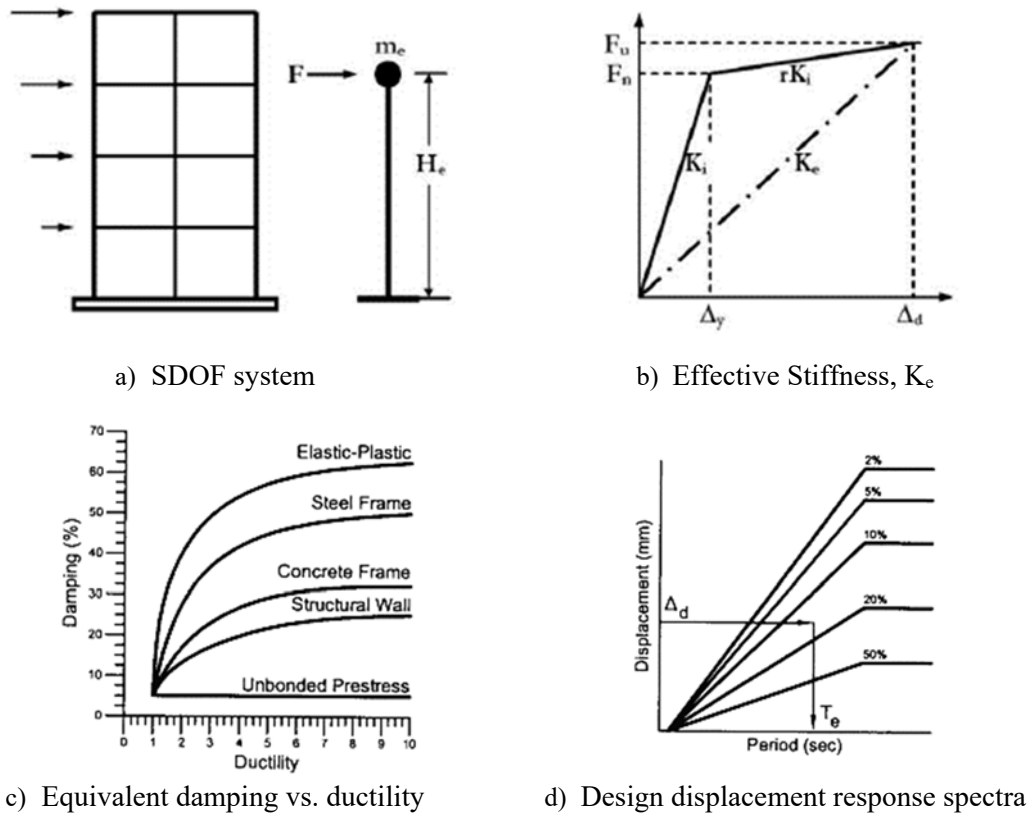 F
mₑ
Hₑ
a) SDOF system
Fᵤ
Fₙ
rKᵢ
Kᵢ
Kₑ
Δᵧ
Δ_d
b) Effective Stiffness, Kₑ
70
60
50
40
30
20
10
0
Damping (%)
Elastic-Plastic
Steel Frame
Concrete Frame
Structural Wall
Unbonded Prestress
0 1 2 3 4 5 6 7 8 9 10
Ductility
c) Equivalent damping vs. ductility
2%
5%
10%
20%
50%
Displacement (mm)
Δ_d
Tₑ
Period (sec)
d) Design displacement response spectra